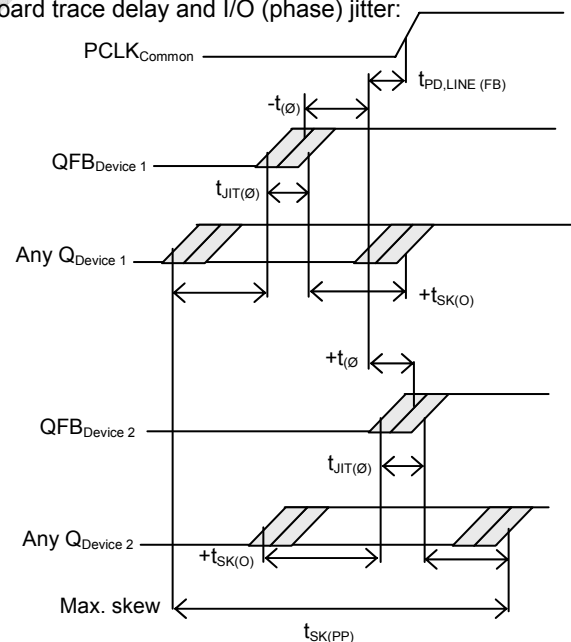 oard trace delay and I/O (phase) jitter:
PCLKCommon
tPD,LINE (FB)
-t(Ø)
QFBDevice 1
tJIT(Ø)
Any QDevice 1
+tSK(O)
+t(Ø
QFBDevice 2
tJIT(Ø)
Any QDevice 2
+tSK(O)
Max. skew
tSK(PP)